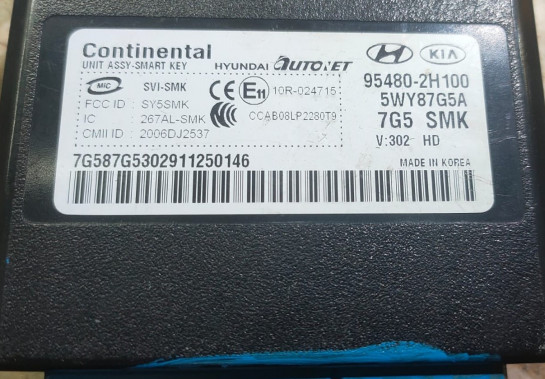 Continental
UNIT ASSY-SMART KEY
HYUNDAI AUTONET
KIA
MIC
SVI-SMK
FCC ID : SY5SMK
IC : 267AL-SMK
CMII ID : 2006DJ2537
CE E11 10R-024715
CCAB08LP2280T9
95480-2H100
5WY87G5A
7G5 SMK
V:302 HD
7G587G5302911250146
MADE IN KOREA